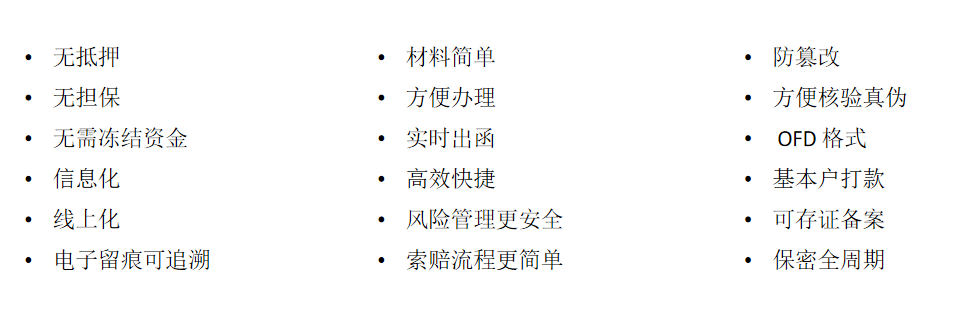 • 无抵押
• 无担保
• 无需冻结资金
• 信息化
• 线上化
• 电子留痕可追溯
• 材料简单
• 方便办理
• 实时出函
• 高效快捷
• 风险管理更安全
• 索赔流程更简单
• 防篡改
• 方便核验真伪
• OFD 格式
• 基本户打款
• 可存证备案
• 保密全周期